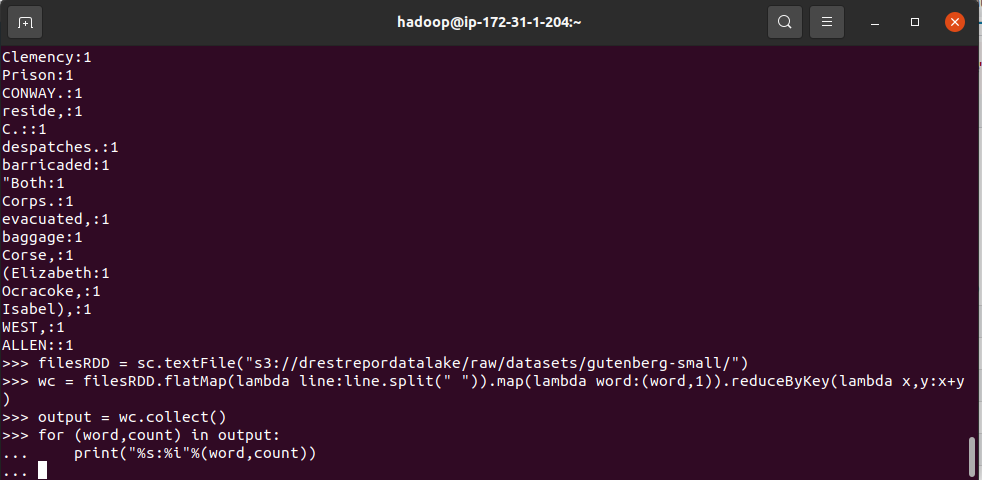 hadoop@ip-172-31-1-204:~
Clemency:1
Prison:1
CONWAY.:1
reside,:1
C.::1
despatches.:1
barricaded:1
"Both:1
Corps.:1
evacuated,:1
baggage:1
Corse,:1
(Elizabeth:1
Ocracoke,:1
Isabel),:1
WEST,:1
ALLEN::1
>>> filesRDD = sc.textFile("s3://drestrepordatalake/raw/datasets/gutenberg-small/")
>>> wc = filesRDD.flatMap(lambda line:line.split(" ")).map(lambda word:(word,1)).reduceByKey(lambda x,y:x+y
)
>>> output = wc.collect()
>>> for (word,count) in output:
...     print("%s:%i"%(word,count))
...